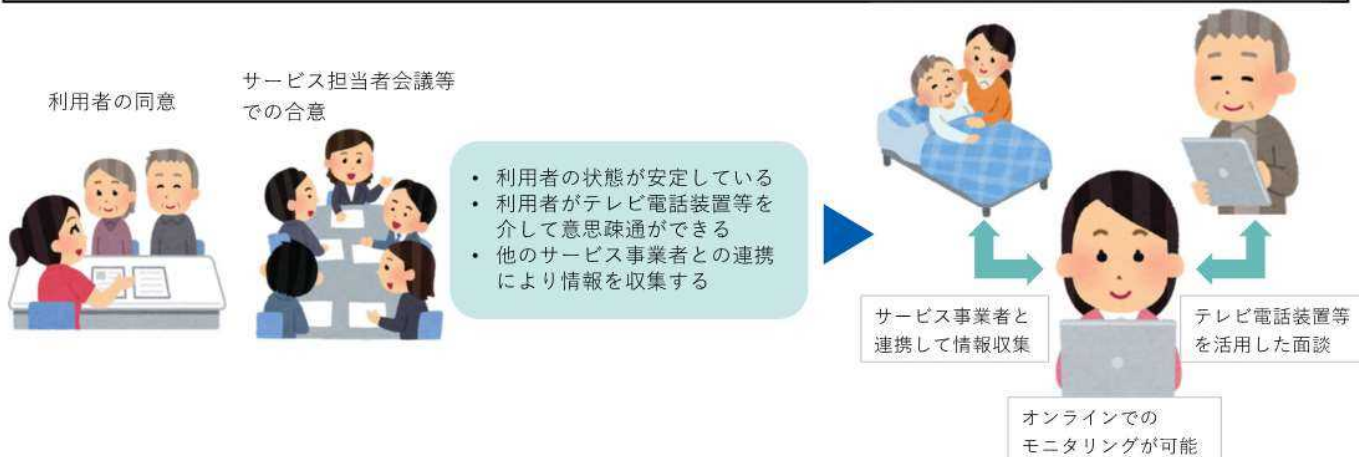 利用者の同意
サービス担当者会議等
での合意
• 利用者の状態が安定している
• 利用者がテレビ電話装置等を
介して意思疎通ができる
• 他のサービス事業者との連携
により情報を収集する
サービス事業者と
連携して情報収集
テレビ電話装置等
を活用した面談
オンラインでの
モニタリングが可能